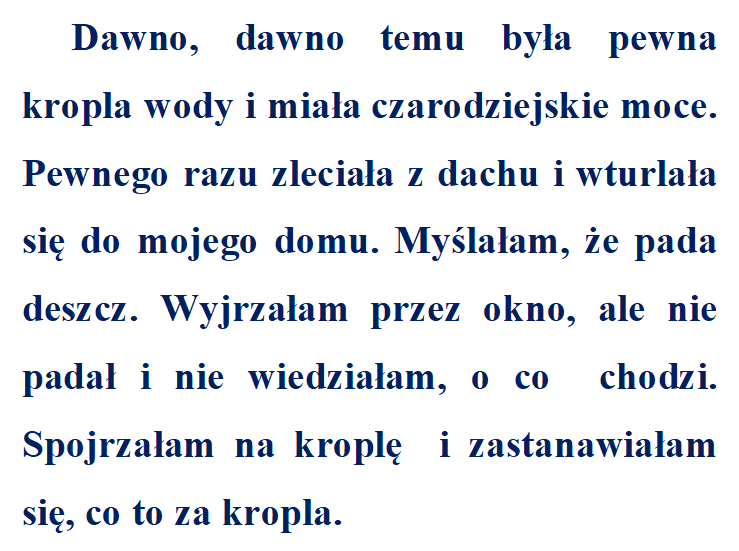 Dawno, dawno temu była pewna
kropla wody i miała czarodziejskie moce.
Pewnego razu zleciała z dachu i wturlała
się do mojego domu. Myślałam, że pada
deszcz. Wyjrzałam przez okno, ale nie
padał i nie wiedziałam, o co chodzi.
Spojrzałam na kroplę i zastanawiałam
się, co to za kropla.